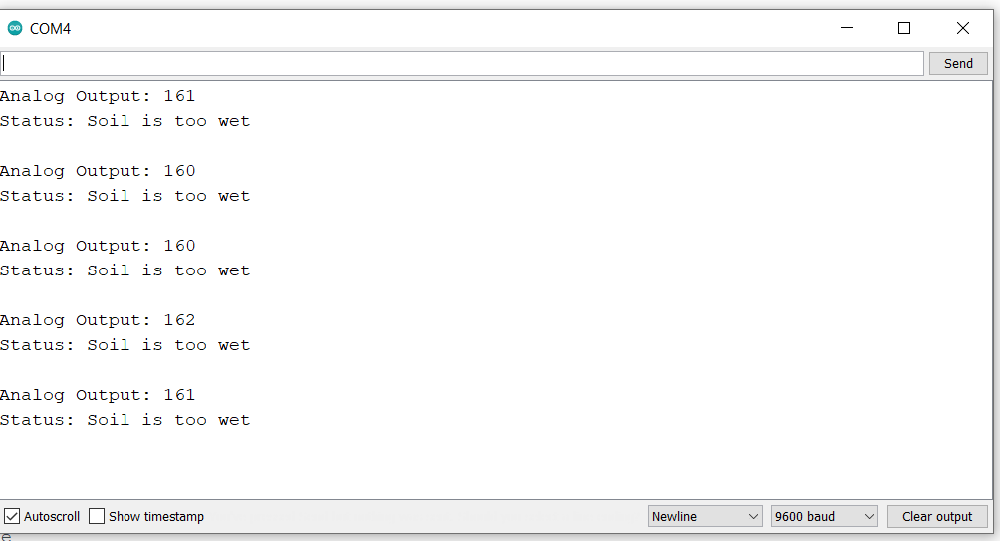 COM4
Send
Analog Output: 161
Status: Soil is too wet
Analog Output: 160
Status: Soil is too wet
Analog Output: 160
Status: Soil is too wet
Analog Output: 162
Status: Soil is too wet
Analog Output: 161
Status: Soil is too wet
Autoscroll Show timestamp Newline 9600 baud Clear output
e